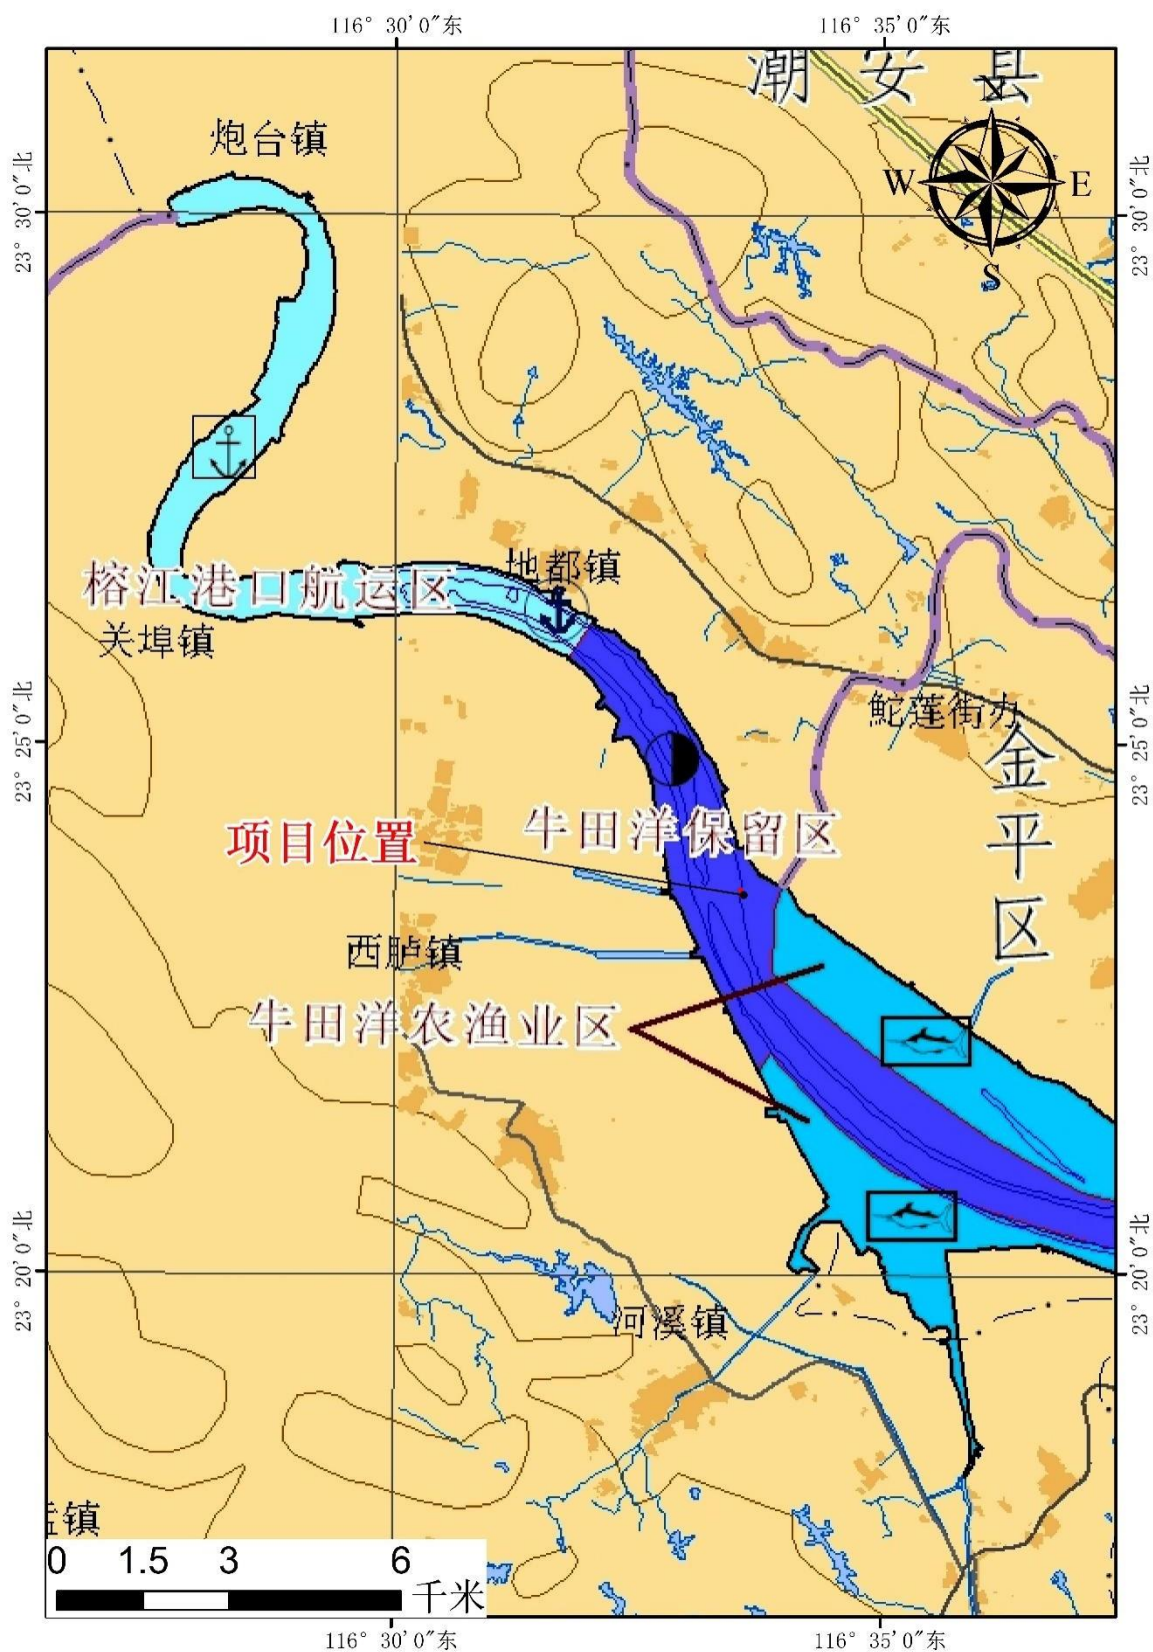 116° 30′ 0″东
116° 35′ 0″东
潮安县
N
炮台镇
W
E
S
23° 30′ 0″北
23° 30′ 0″北
地都镇
榕江港口航运区
关埠镇
鮀莲街办
金平区
23° 25′ 0″北
23° 25′ 0″北
牛田洋保留区
项目位置
西胪镇
牛田洋农渔业区
23° 20′ 0″北
23° 20′ 0″北
河溪镇
镇
0 1.5 3 6
千米
116° 30′ 0″东
116° 35′ 0″东